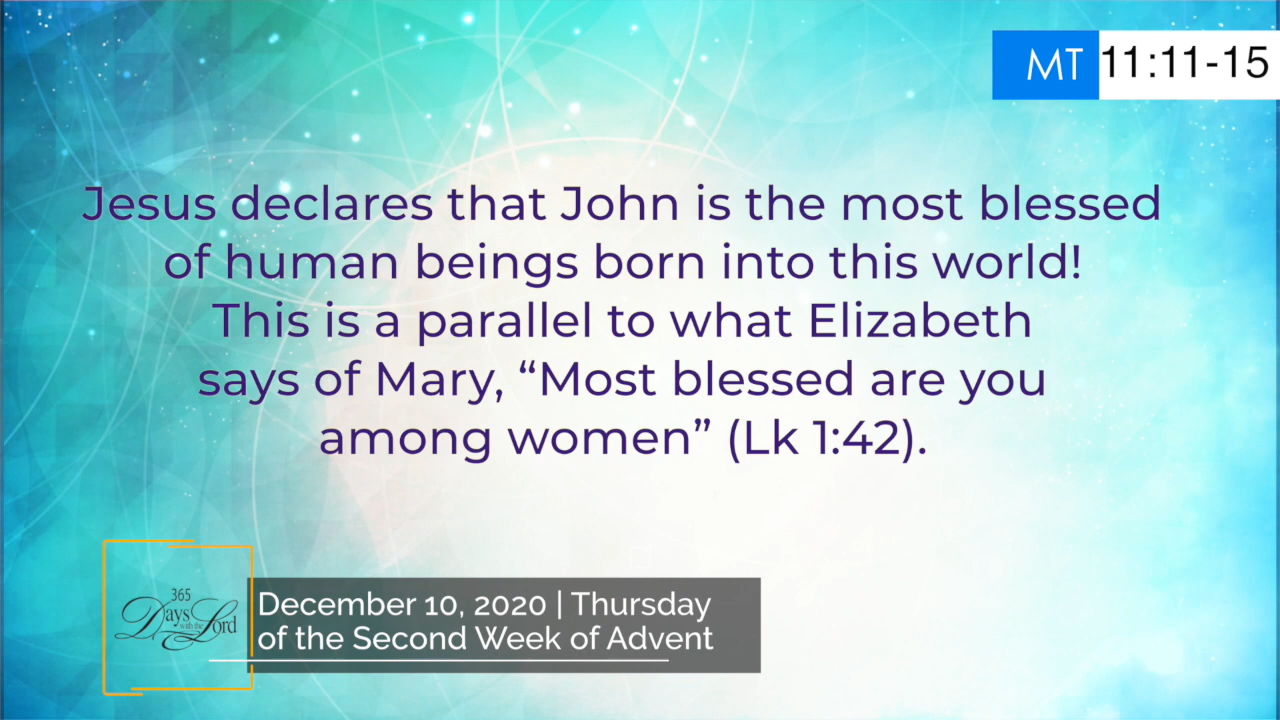 MT 11:11-15
Jesus declares that John is the most blessed
of human beings born into this world!
This is a parallel to what Elizabeth
says of Mary, “Most blessed are you
among women” (Lk 1:42).
365
Days with the Lord
December 10, 2020 | Thursday
of the Second Week of Advent